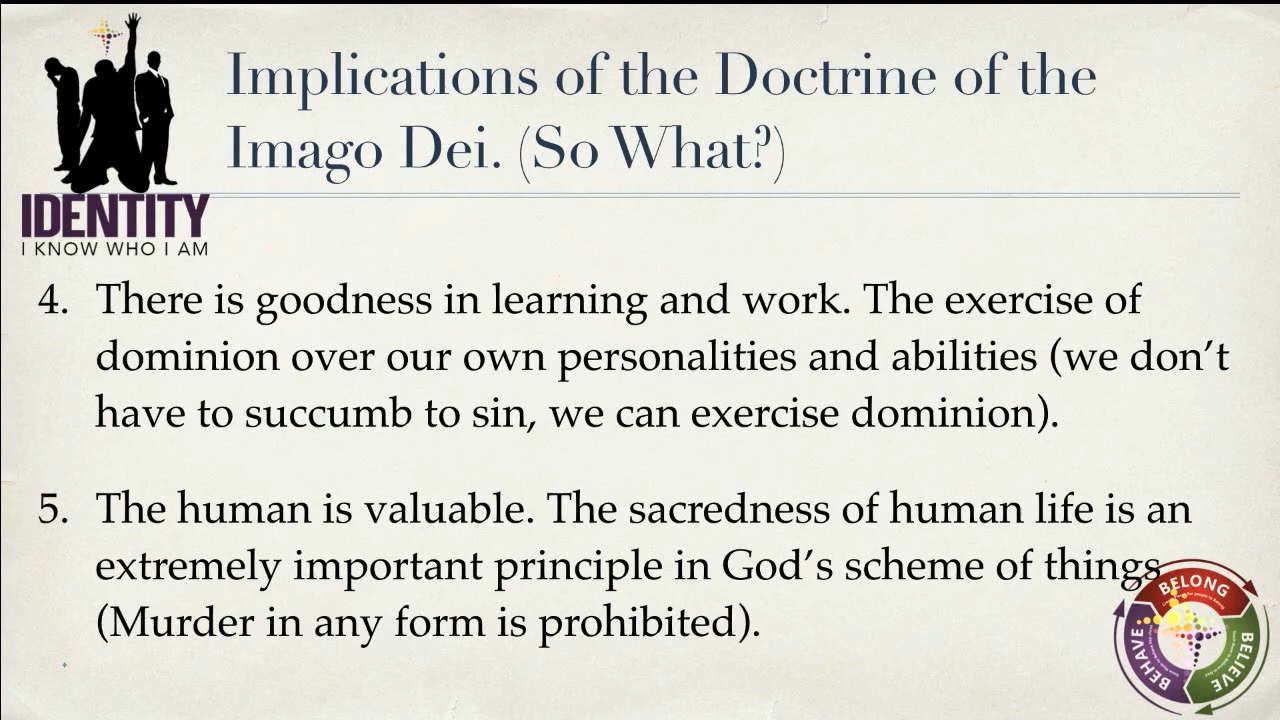 Implications of the Doctrine of the
Imago Dei. (So What?)
IDENTITY
I KNOW WHO I AM
4. There is goodness in learning and work. The exercise of
dominion over our own personalities and abilities (we don’t
have to succumb to sin, we can exercise dominion).
5. The human is valuable. The sacredness of human life is an
extremely important principle in God’s scheme of things
(Murder in any form is prohibited).
BELONG
BELIEVE
BEHAVE